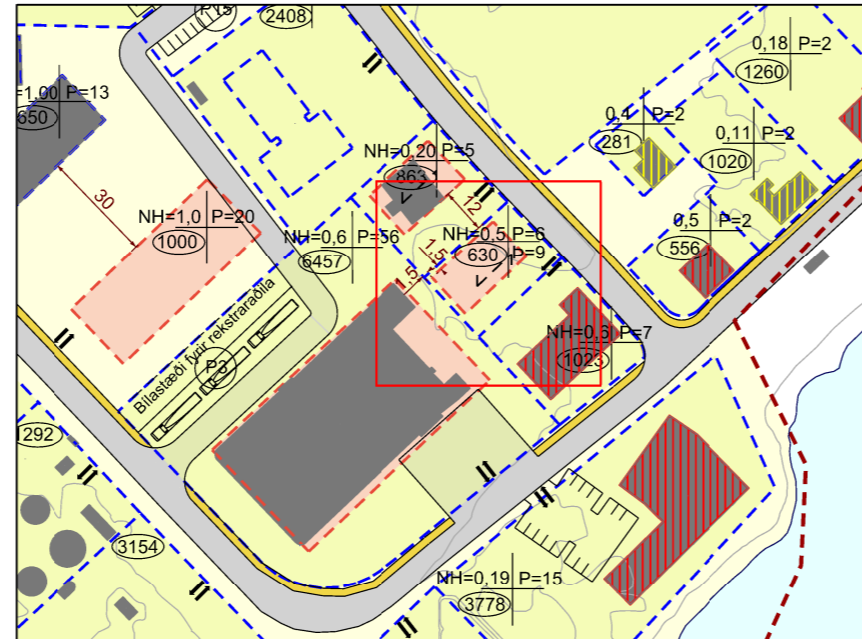 P15
2408
0,18 P=2
1260
=1,00 P=13
650
0,4 P=2
281
0,11 P=2
1020
NH=0,20 P=5
863
30
12
NH=1,0 P=20
1000
NH=0,6 P=56
6457
NH=0,5 P=6
630 P=9
0,5 P=2
556
1,5
1,5
Bílastæði fyrir rekstraraðila
P3
NH=0,6 P=7
1023
1292
3154
NH=0,19 P=15
3778